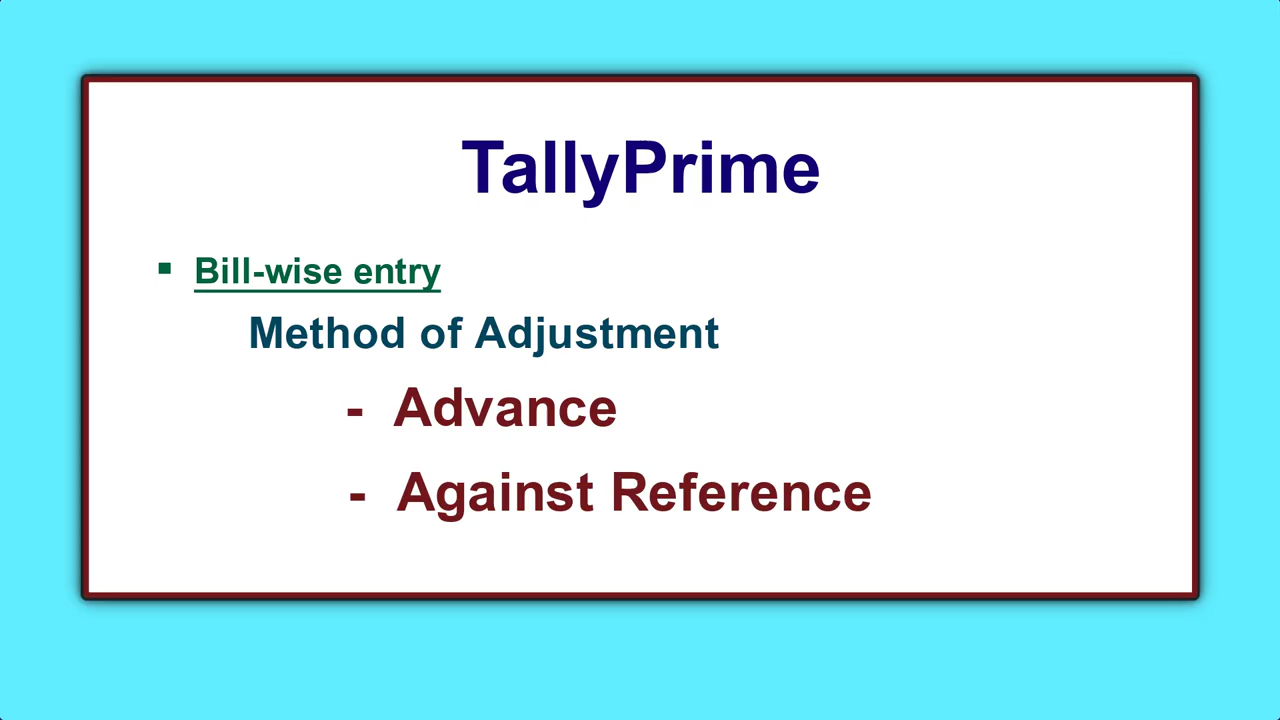 TallyPrime
▪ Bill-wise entry
Method of Adjustment
- Advance
- Against Reference